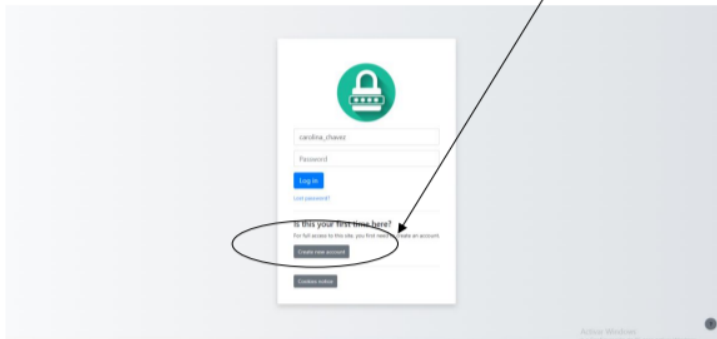 carolina_chavez
Password
Log in
Lost password?
Is this your first time here?
For full access to this site, you first need to create an account.
Create new account
Cookies notice
Activar Windows
?